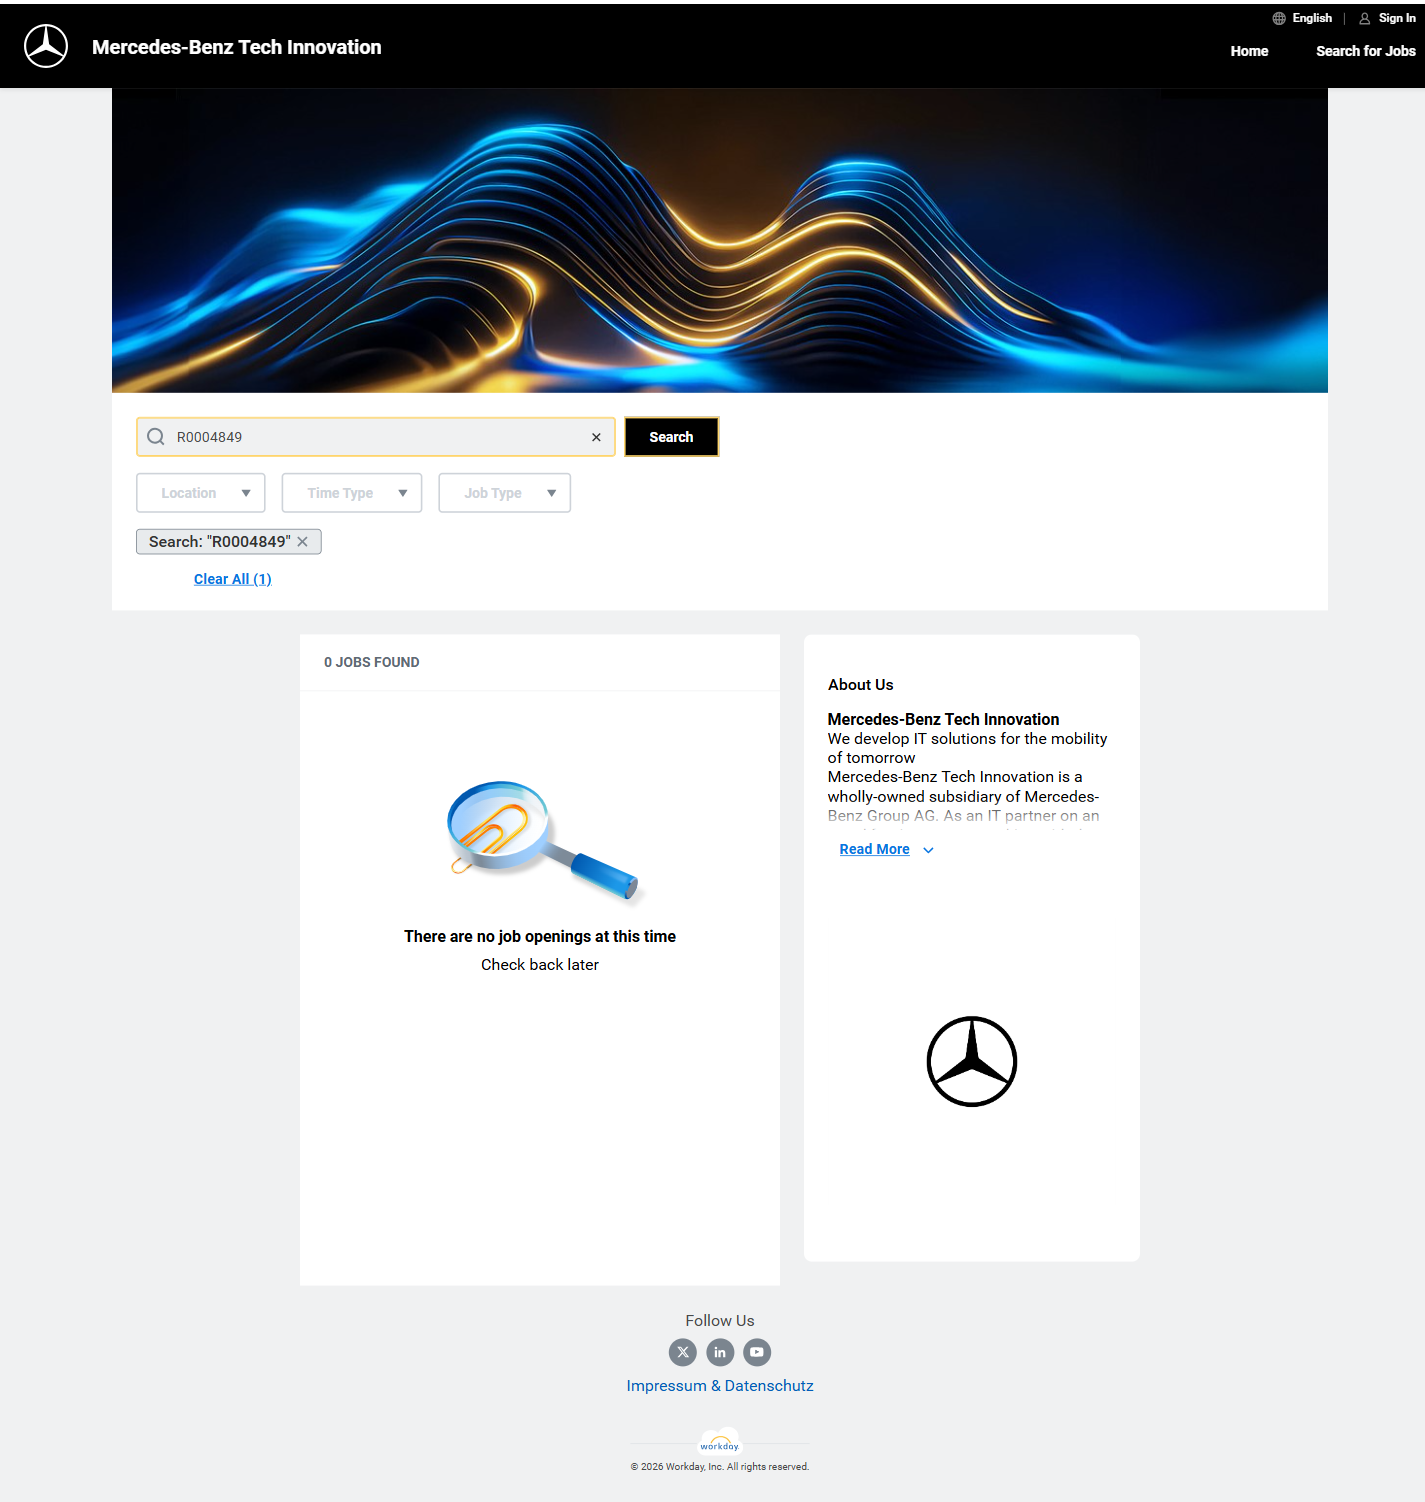 English | Sign In
Mercedes-Benz Tech Innovation
Home Search for Jobs
R0004849
Search
Location
Time Type
Job Type
Search: "R0004849"
Clear All (1)
0 JOBS FOUND
There are no job openings at this time
Check back later
About Us
Mercedes-Benz Tech Innovation
We develop IT solutions for the mobility
of tomorrow
Mercedes-Benz Tech Innovation is a
wholly-owned subsidiary of Mercedes-
Benz Group AG. As an IT partner on an
Read More
Follow Us
Impressum & Datenschutz
workday.
© 2026 Workday, Inc. All rights reserved.